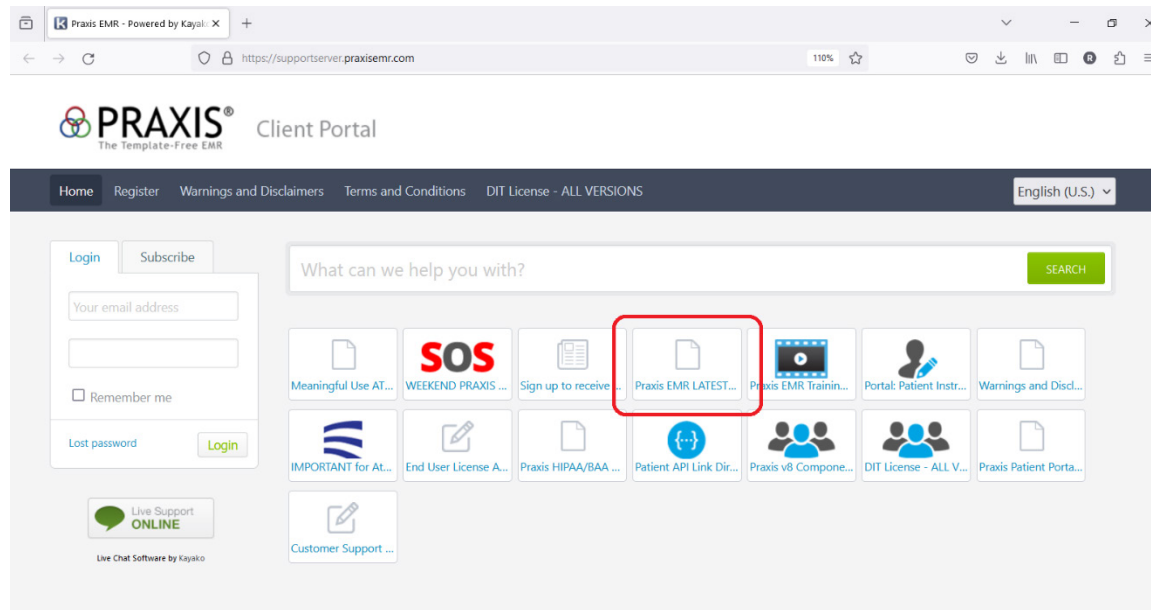 Praxis EMR - Powered by Kayako
https://supportserver.praxisemr.com
110%
R
PRAXIS®
The Template-Free EMR
Client Portal
Home Register Warnings and Disclaimers Terms and Conditions DIT License - ALL VERSIONS
English (U.S.)
Login Subscribe
Your email address
Remember me
Lost password
Login
Live Support
ONLINE
Live Chat Software by Kayako
What can we help you with?
SEARCH
Meaningful Use AT...
SOS
WEEKEND PRAXIS ...
Sign up to receive ...
Praxis EMR LATEST...
Praxis EMR Trainin...
Portal: Patient Instr...
Warnings and Discl...
IMPORTANT for At...
End User License A...
Praxis HIPAA/BAA ...
Patient API Link Dir...
Praxis v8 Compone...
DIT License - ALL V...
Praxis Patient Porta...
Customer Support ...